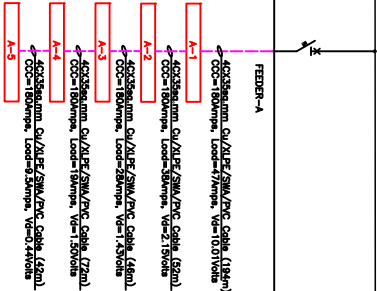 FEEDER-A
A-1
4CX35sq.mm Cu/XLPE/SWA/PVC Cable (194m)
CCC=180Amps, Load=47Amps, Vd=10.01Volts
A-2
4CX35sq.mm Cu/XLPE/SWA/PVC Cable (52m)
CCC=180Amps, Load=38Amps, Vd=2.15Volts
A-3
4CX35sq.mm Cu/XLPE/SWA/PVC Cable (46m)
CCC=180Amps, Load=28Amps, Vd=1.43Volts
A-4
4CX35sq.mm Cu/XLPE/SWA/PVC Cable (72m)
CCC=180Amps, Load=19Amps, Vd=1.50Volts
A-5
4CX35sq.mm Cu/XLPE/SWA/PVC Cable (42m)
CCC=180Amps, Load=9.5Amps, Vd=0.44Volts